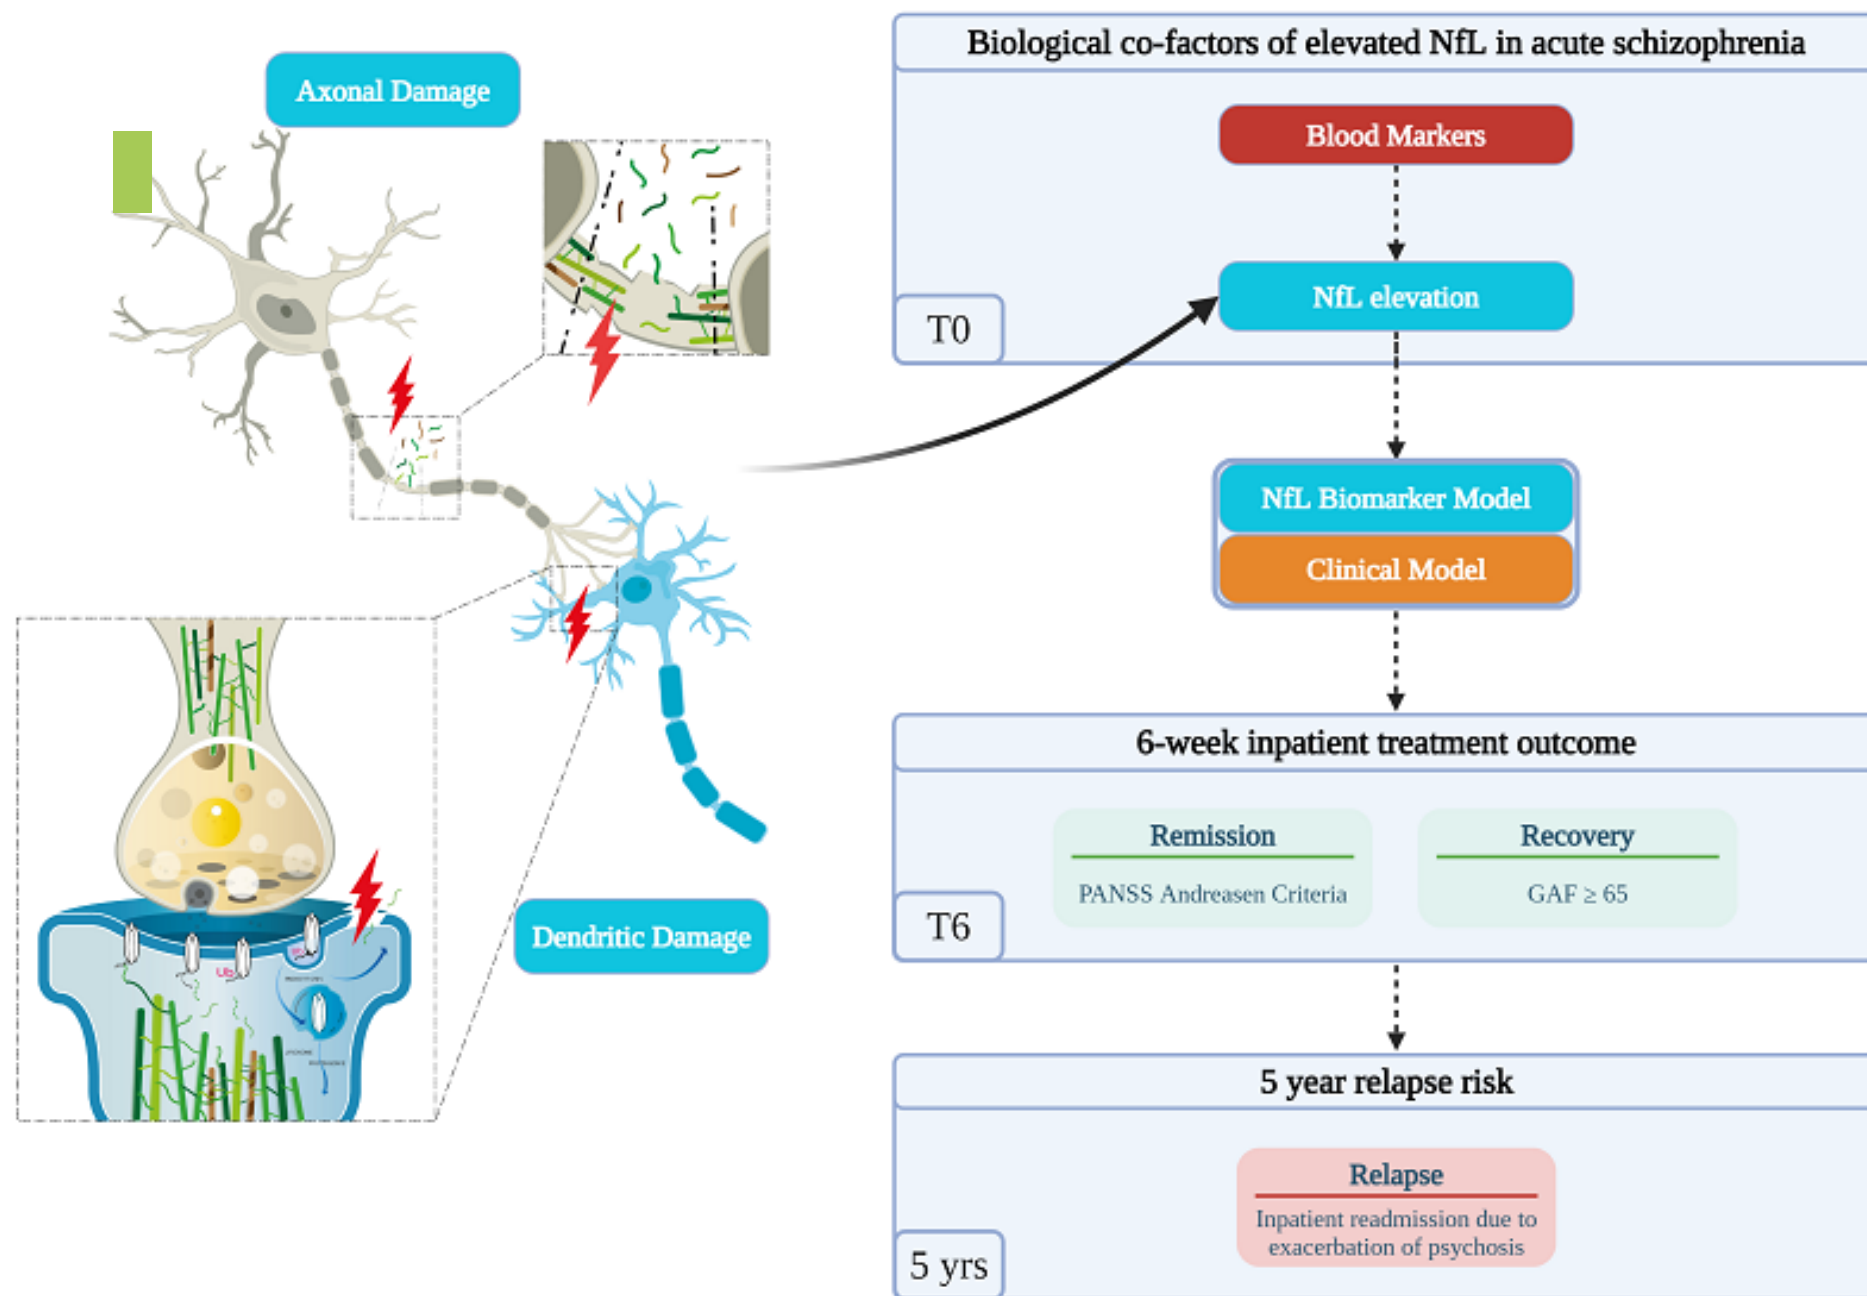 Axonal Damage
Dendritic Damage
Ub
Biological co-factors of elevated NfL in acute schizophrenia
Blood Markers
NfL elevation
T0
NfL Biomarker Model
Clinical Model
6-week inpatient treatment outcome
Remission
PANSS Andreasen Criteria
Recovery
GAF ≥ 65
T6
5 year relapse risk
Relapse
Inpatient readmission due to
exacerbation of psychosis
5 yrs